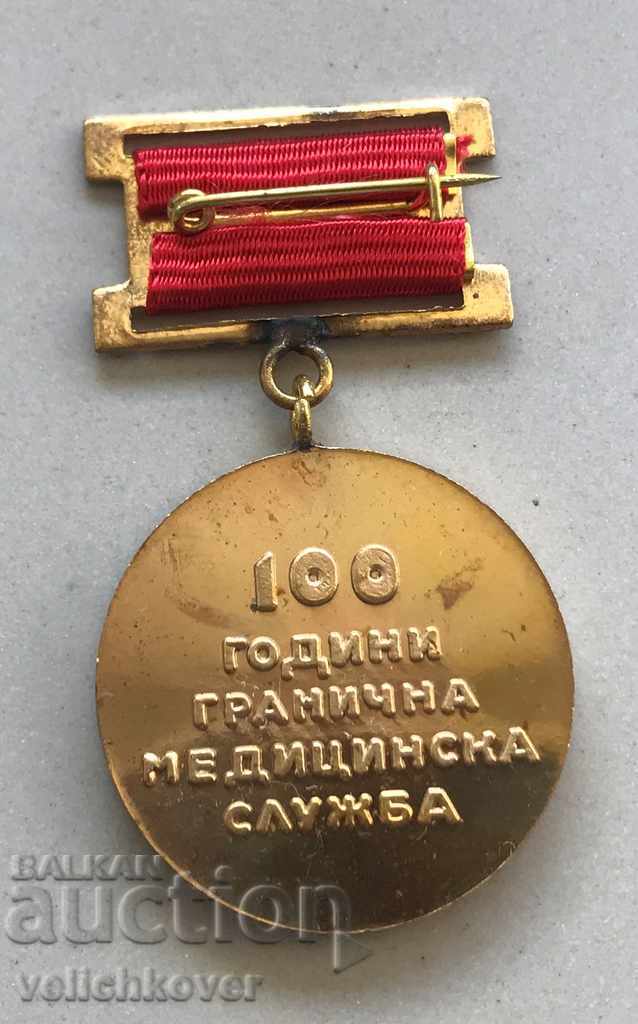 100
ГОДИНИ
ГРАНИЧНА
МЕДИЦИНСКА
СЛУЖБА
BALKAN
auction
velichkover